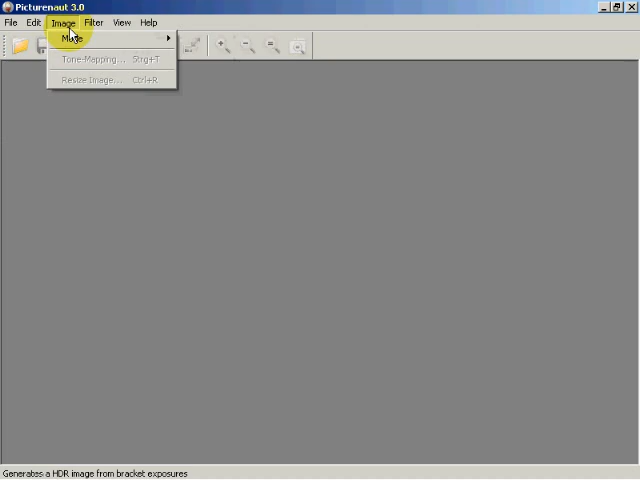 Picturenaut 3.0
File Edit Image Filter View Help
Tone-Mapping... Strg+T
Resize Image... Ctrl+R
Generates a HDR image from bracket exposures